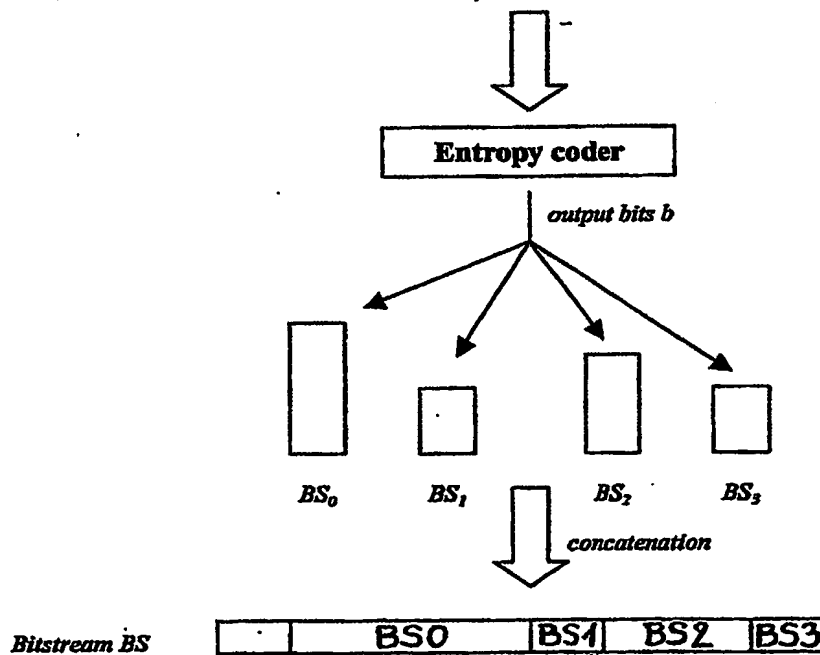 Entropy coder
output bits b
BS₀ BS₁ BS₂ BS₃
concatenation
Bitstream BS BS0 BS1 BS2 BS3